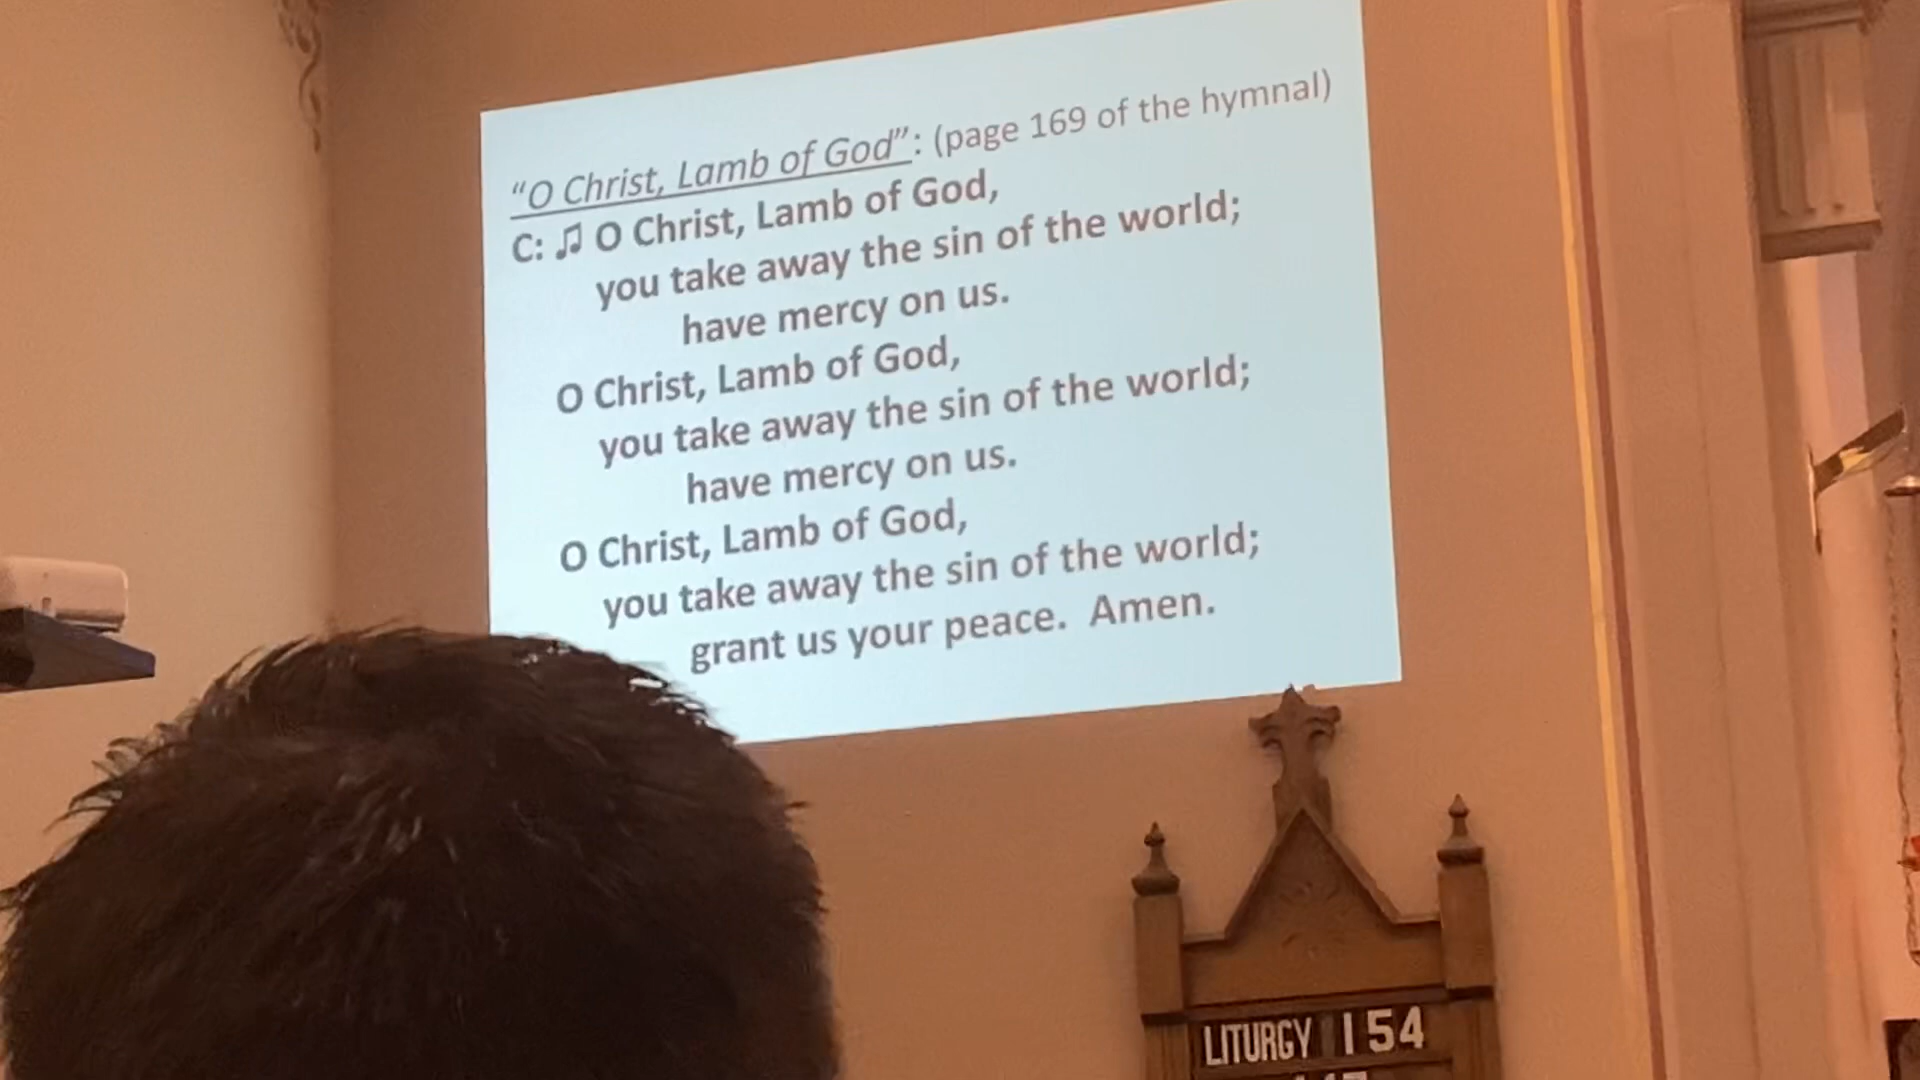 “O Christ, Lamb of God”: (page 169 of the hymnal)
C: ♫ O Christ, Lamb of God,
you take away the sin of the world;
have mercy on us.
O Christ, Lamb of God,
you take away the sin of the world;
have mercy on us.
O Christ, Lamb of God,
you take away the sin of the world;
grant us your peace.  Amen.
LITURGY 154